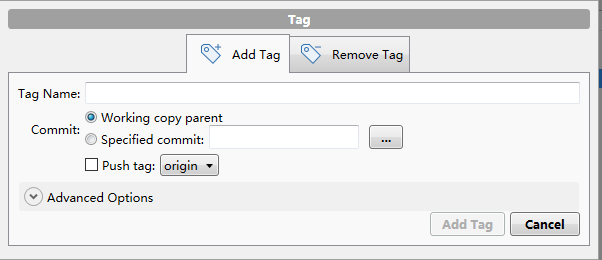 Tag
Add Tag Remove Tag
Tag Name:
Commit: Working copy parent
Specified commit: ...
Push tag: origin
Advanced Options
Add Tag Cancel